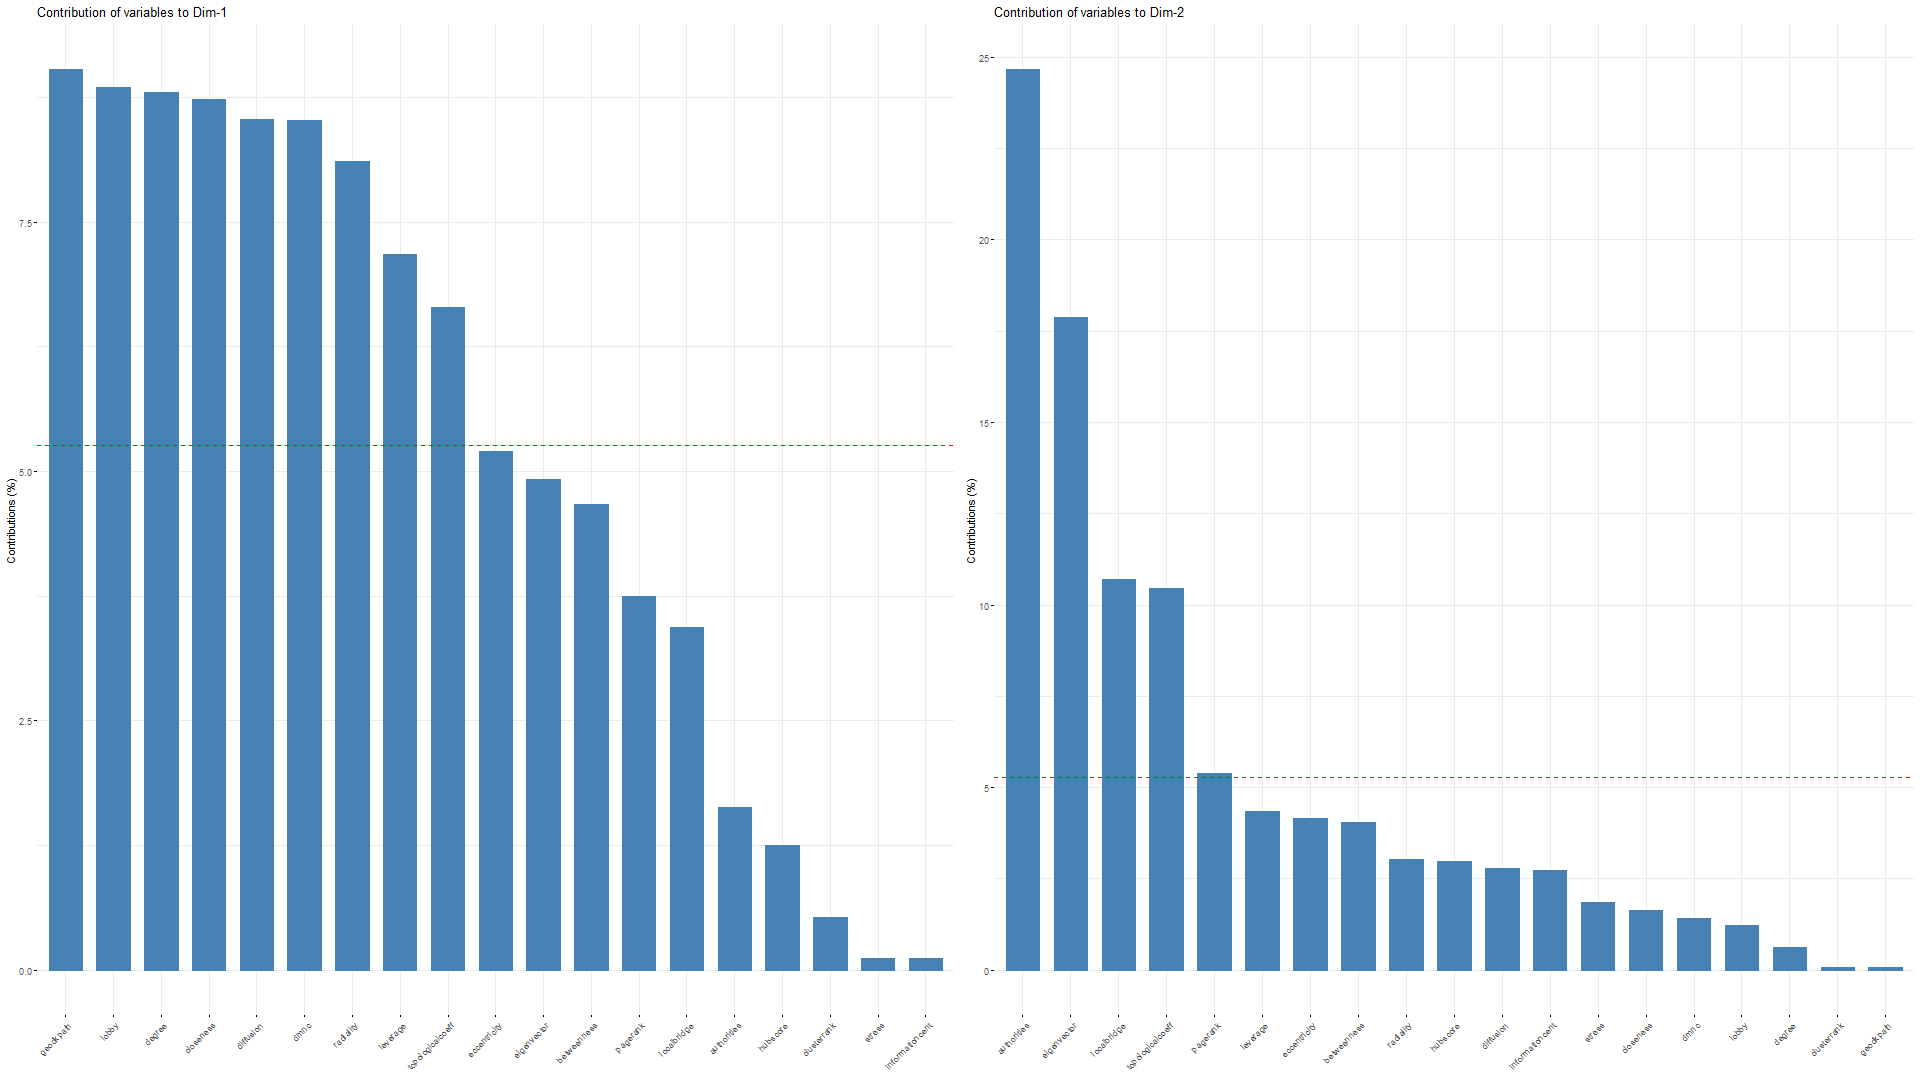 Contribution of variables to Dim-1
Contributions (%)
7.5
5.0
2.5
0.0
geodkpath
lobby
degree
closeness
diffusion
dmnc
radiality
leverage
topologicalcoeff
eccentricity
eigenvector
betweenness
pagerank
localbridge
authorities
hubscore
clusterrank
stress
informationcent
Contribution of variables to Dim-2
Contributions (%)
25
20
15
10
5
0
authorities
eigenvector
localbridge
topologicalcoeff
pagerank
leverage
eccentricity
betweenness
radiality
hubscore
diffusion
informationcent
stress
closeness
dmnc
lobby
degree
clusterrank
geodkpath